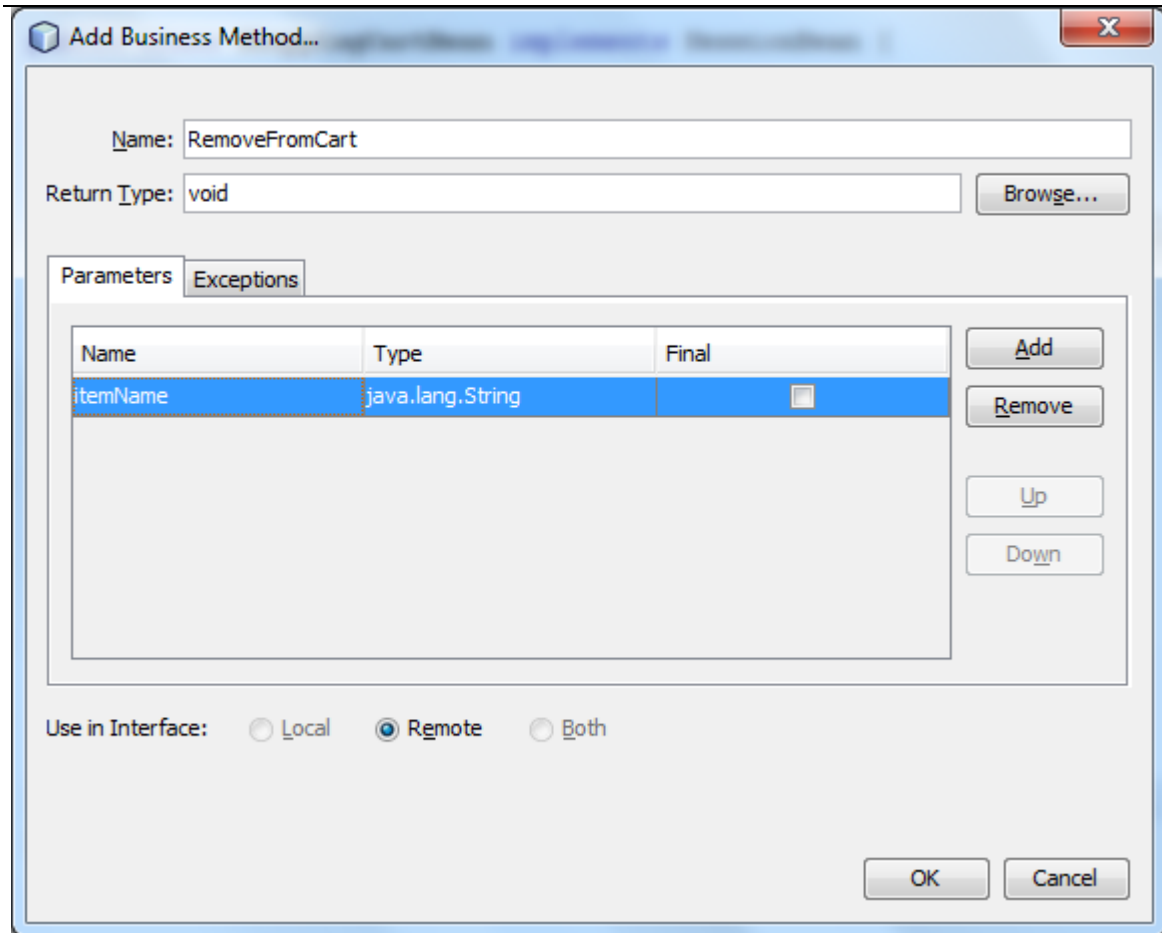 Add Business Method...
Name: RemoveFromCart
Return Type: void Browse...
Parameters Exceptions
Name Type Final Add
itemName java.lang.String Remove
Up
Down
Use in Interface: Local Remote Both
OK Cancel